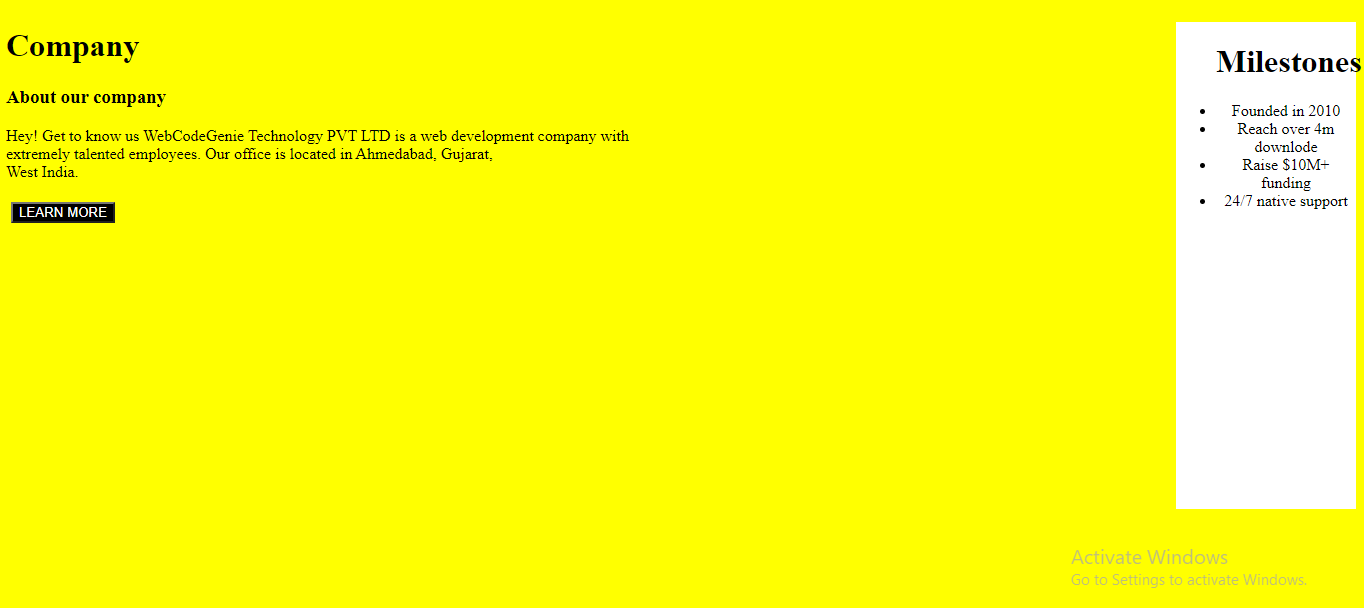 Company
About our company
Hey! Get to know us WebCodeGenie Technology PVT LTD is a web development company with
extremely talented employees. Our office is located in Ahmedabad, Gujarat,
West India.
LEARN MORE
Milestones
Founded in 2010
Reach over 4m
downlode
Raise $10M+
funding
24/7 native support
Activate Windows
Go to Settings to activate Windows.